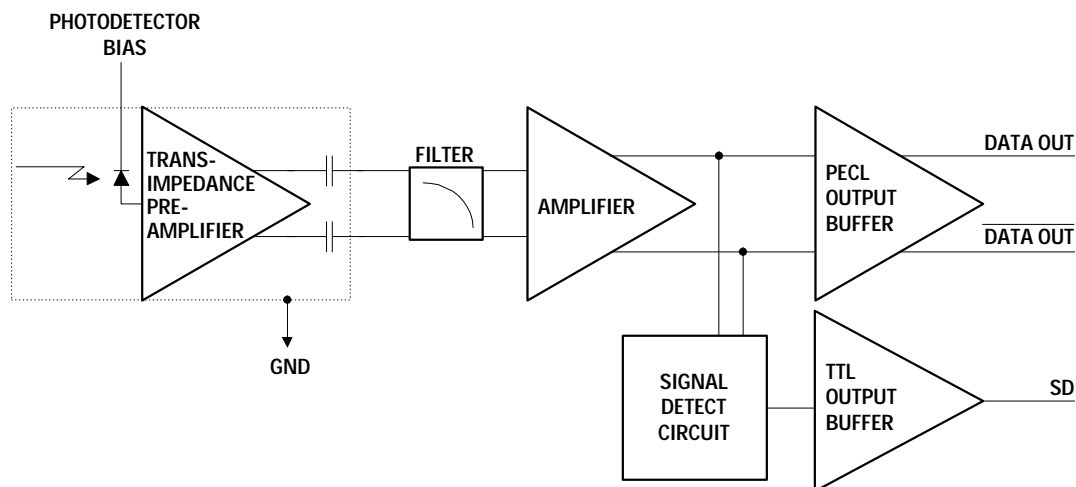 PHOTODETECTOR
BIAS
TRANS-
IMPEDANCE
PRE-
AMPLIFIER
GND
FILTER
AMPLIFIER
PECL
OUTPUT
BUFFER
DATA OUT
DATA OUT
SIGNAL
DETECT
CIRCUIT
TTL
OUTPUT
BUFFER
SD